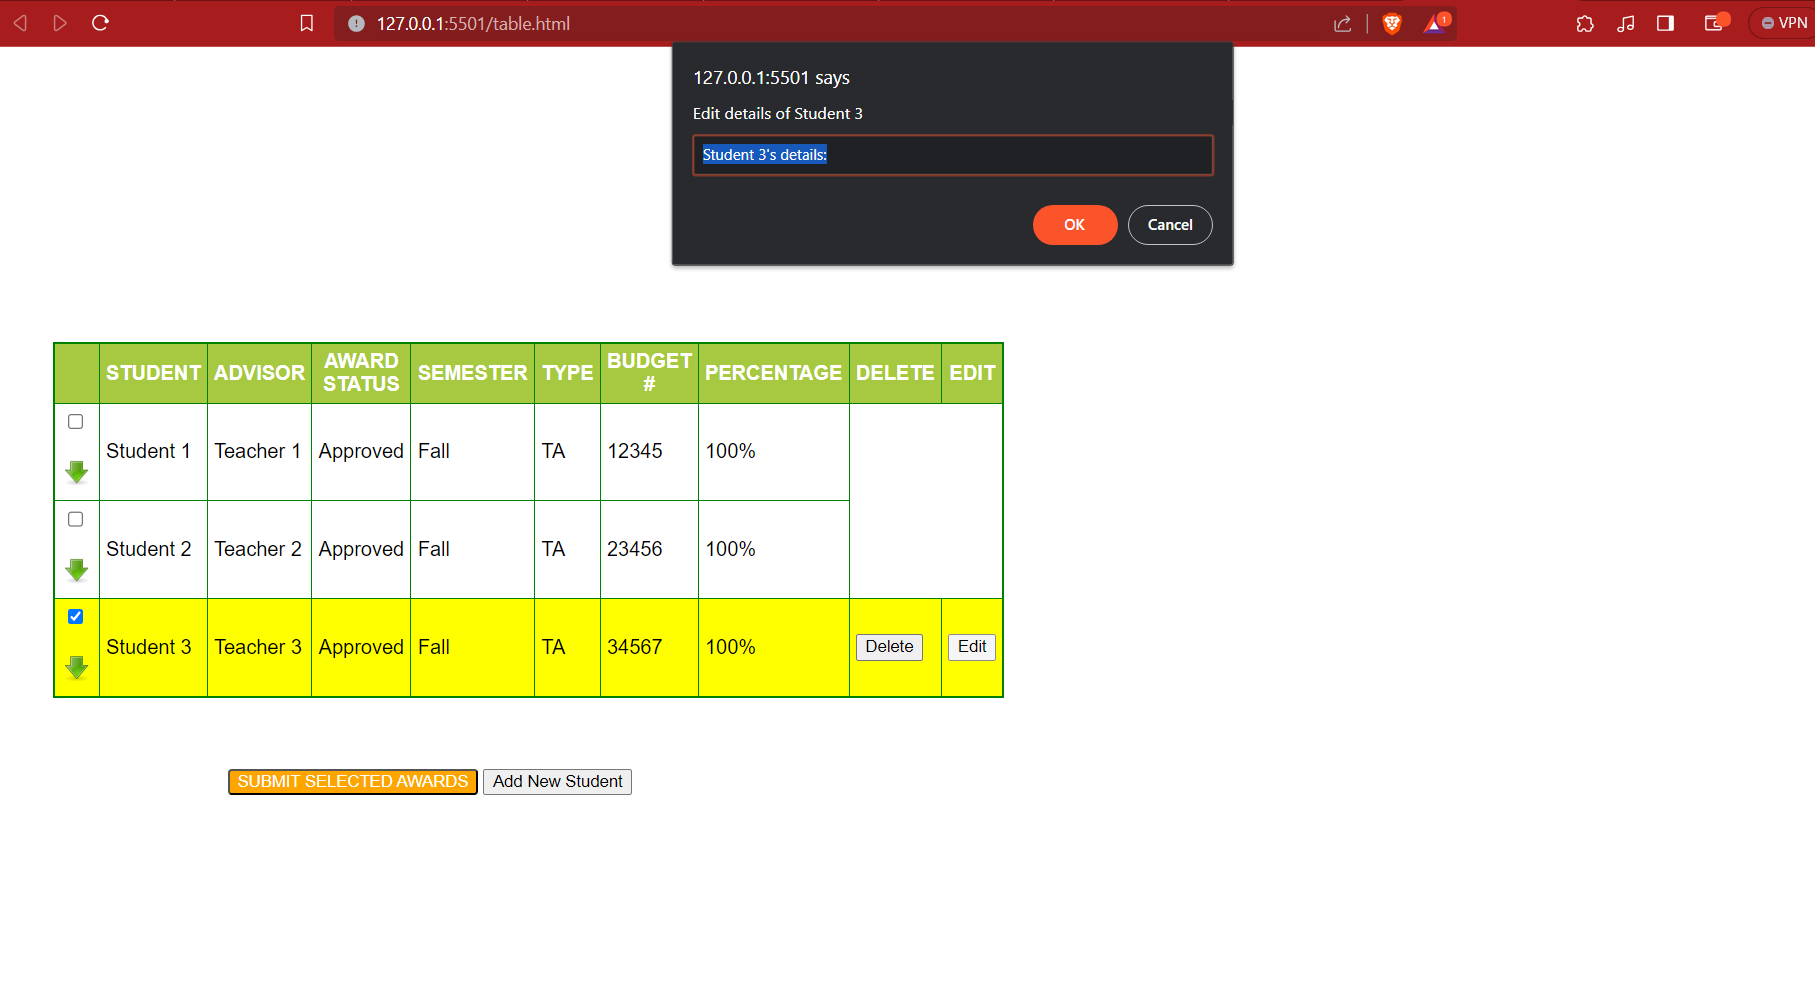 127.0.0.1:5501/table.html
1
VPN
127.0.0.1:5501 says
Edit details of Student 3
Student 3's details:
OK Cancel
STUDENT ADVISOR AWARD STATUS SEMESTER TYPE BUDGET # PERCENTAGE DELETE EDIT
Student 1 Teacher 1 Approved Fall TA 12345 100%
Student 2 Teacher 2 Approved Fall TA 23456 100%
Student 3 Teacher 3 Approved Fall TA 34567 100% Delete Edit
SUBMIT SELECTED AWARDS Add New Student